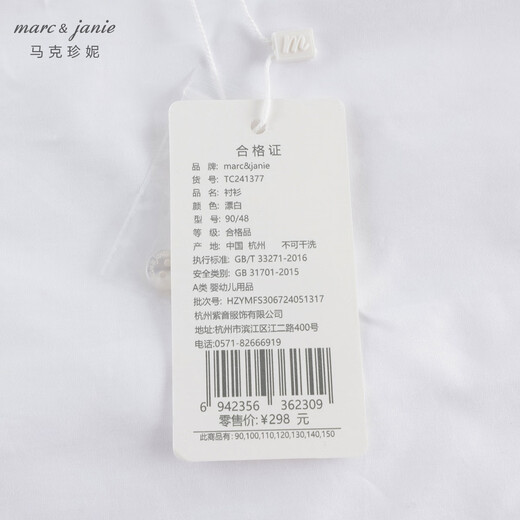 marc & janie
马克珍妮
m
合格证
品 牌: marc&janie
货 号: TC241377
品 名: 衬衫
颜 色: 漂白
型 号: 90/48
等 级: 合格品
产 地: 中国 杭州 不可干洗
执行标准: GB/T 33271-2016
安全类别: GB 31701-2015
A类 婴幼儿用品
批次号: HZYMFS306724051317
杭州紫音服饰有限公司
地址:杭州市滨江区江二路400号
电话:0571-82666919
6 942356 362309
零售价:¥298 元
此商品有: 90,100,110,120,130,140,150